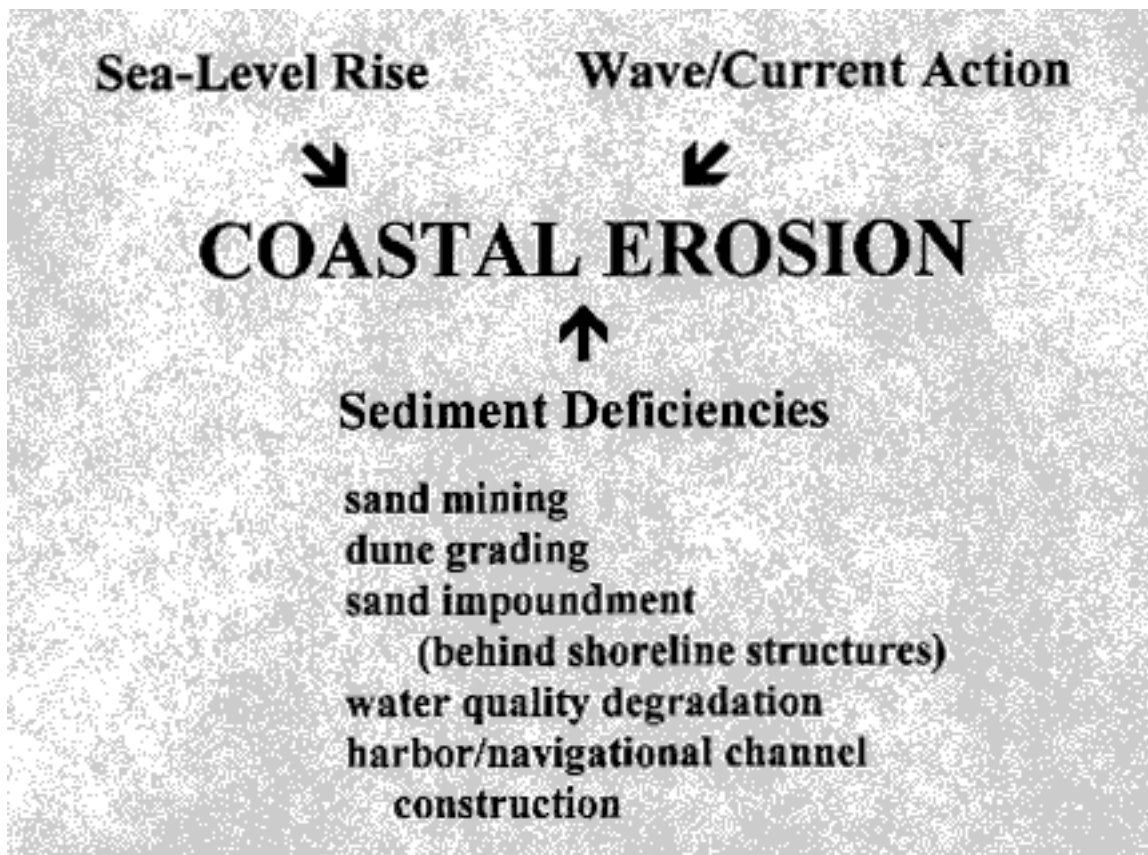 Sea-Level Rise
Wave/Current Action
COASTAL EROSION
Sediment Deficiencies
sand mining
dune grading
sand impoundment
(behind shoreline structures)
water quality degradation
harbor/navigational channel
construction